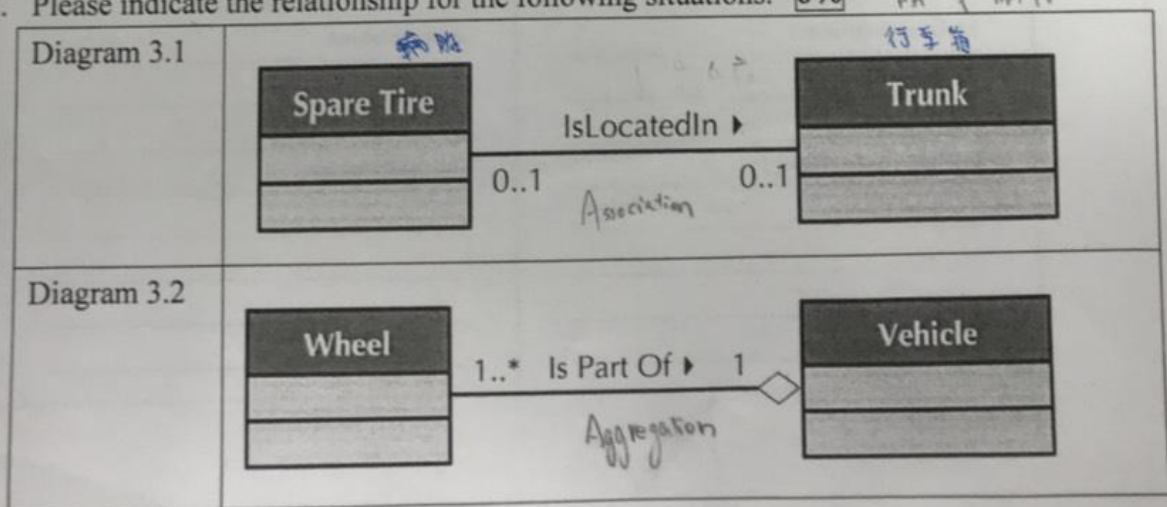 Please indicate the relationship for the following situations.
Diagram 3.1
行李箱
Spare Tire
IsLocatedIn
Trunk
0..1
0..1
Association
Diagram 3.2
Wheel
1..* Is Part Of 1
Vehicle
Aggregation